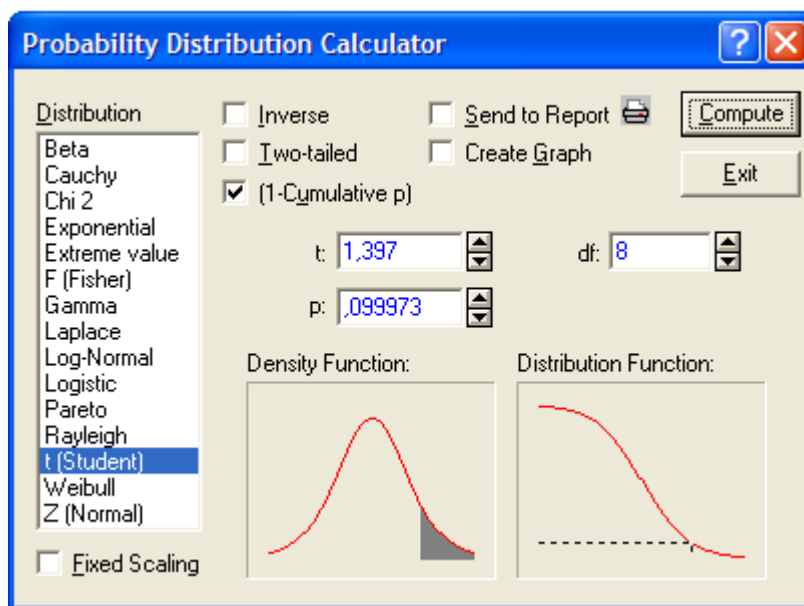 Probability Distribution Calculator
Distribution
Beta
Cauchy
Chi 2
Exponential
Extreme value
F (Fisher)
Gamma
Laplace
Log-Normal
Logistic
Pareto
Rayleigh
t (Student)
Weibull
Z (Normal)
Fixed Scaling
Inverse
Send to Report
Two-tailed
Create Graph
(1-Cumulative p)
Compute
Exit
t: 1,397
df: 8
p: ,099973
Density Function:
Distribution Function: